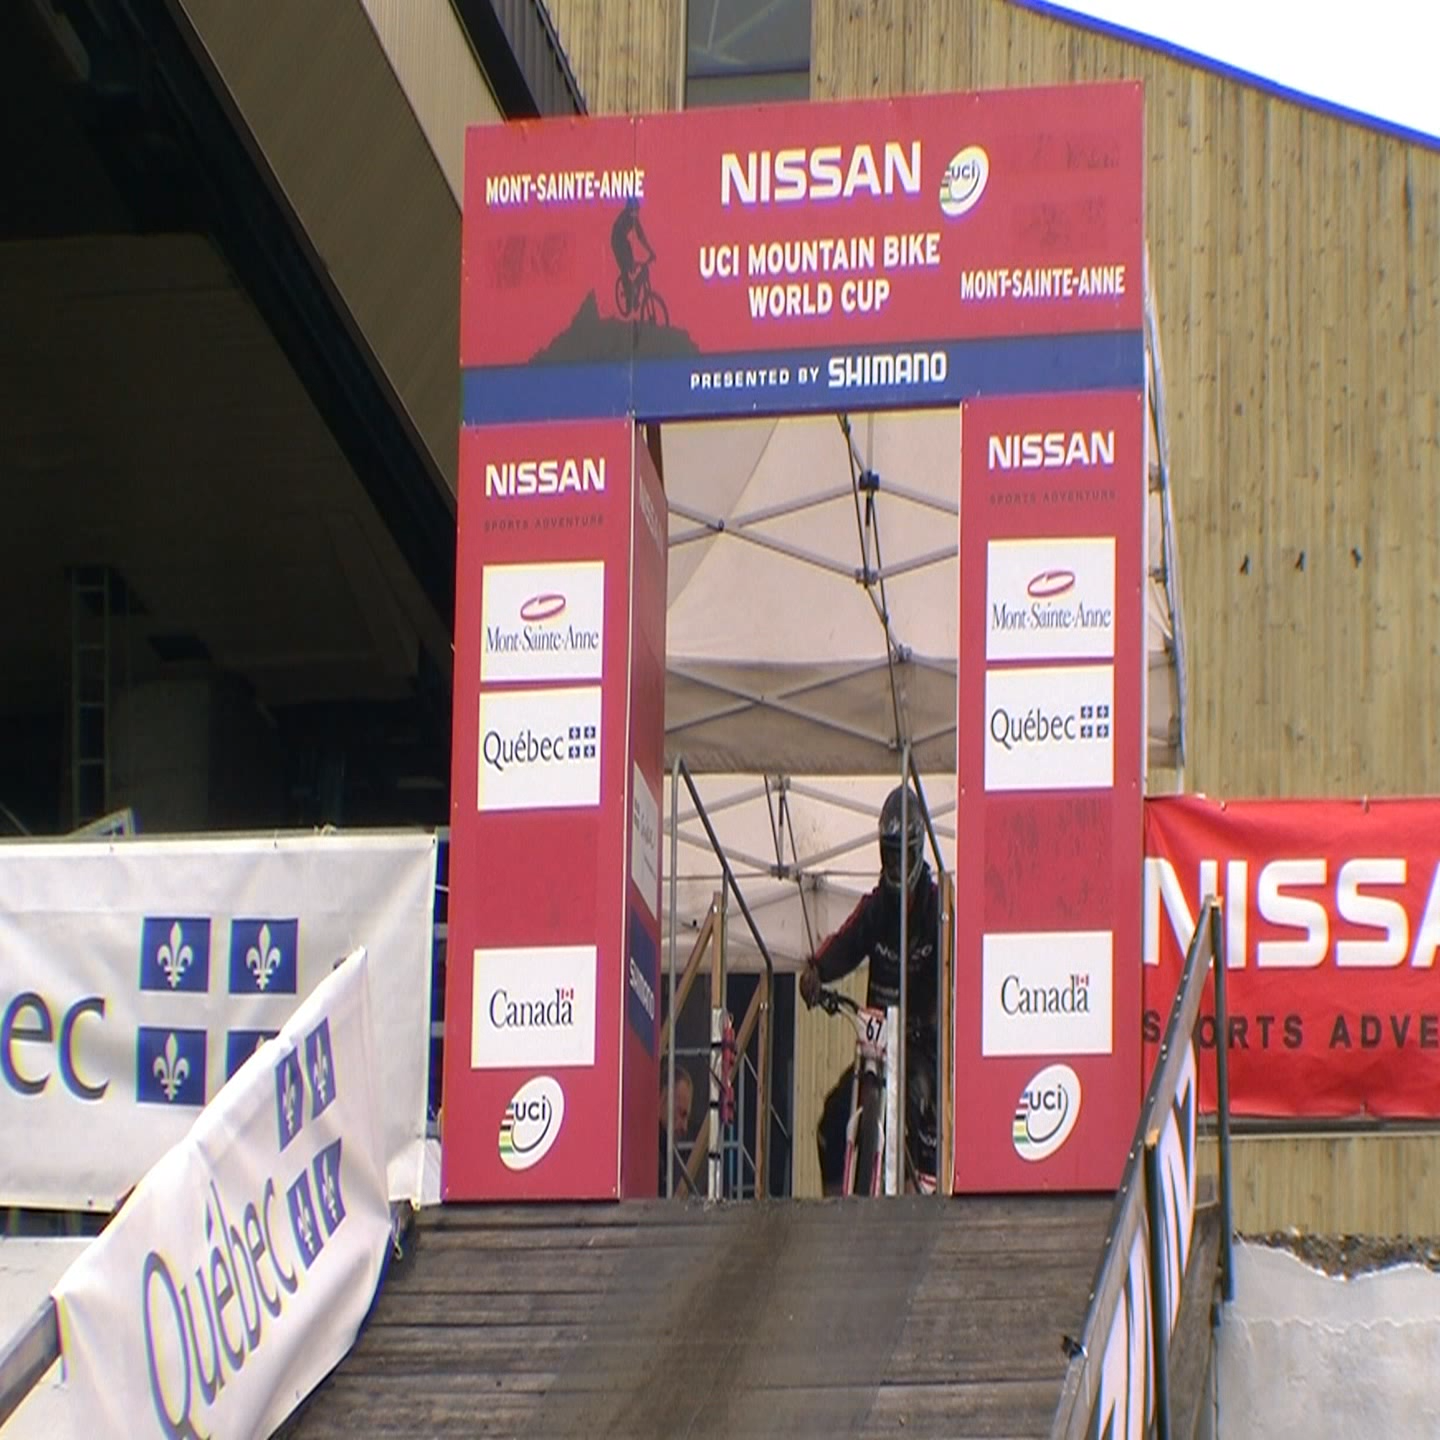 MONT-SAINTE-ANNE
NISSAN
UCI
UCI MOUNTAIN BIKE
WORLD CUP
MONT-SAINTE-ANNE
PRESENTED BY SHIMANO
NISSAN
SPORTS ADVENTURE
Mont-Sainte-Anne
Québec
Canada
UCI
NISSAN
SPORTS ADVENTURE
Mont-Sainte-Anne
Québec
Canada
UCI
SHIMANO
67
ec
Québec
NISSA
SPORTS ADVE